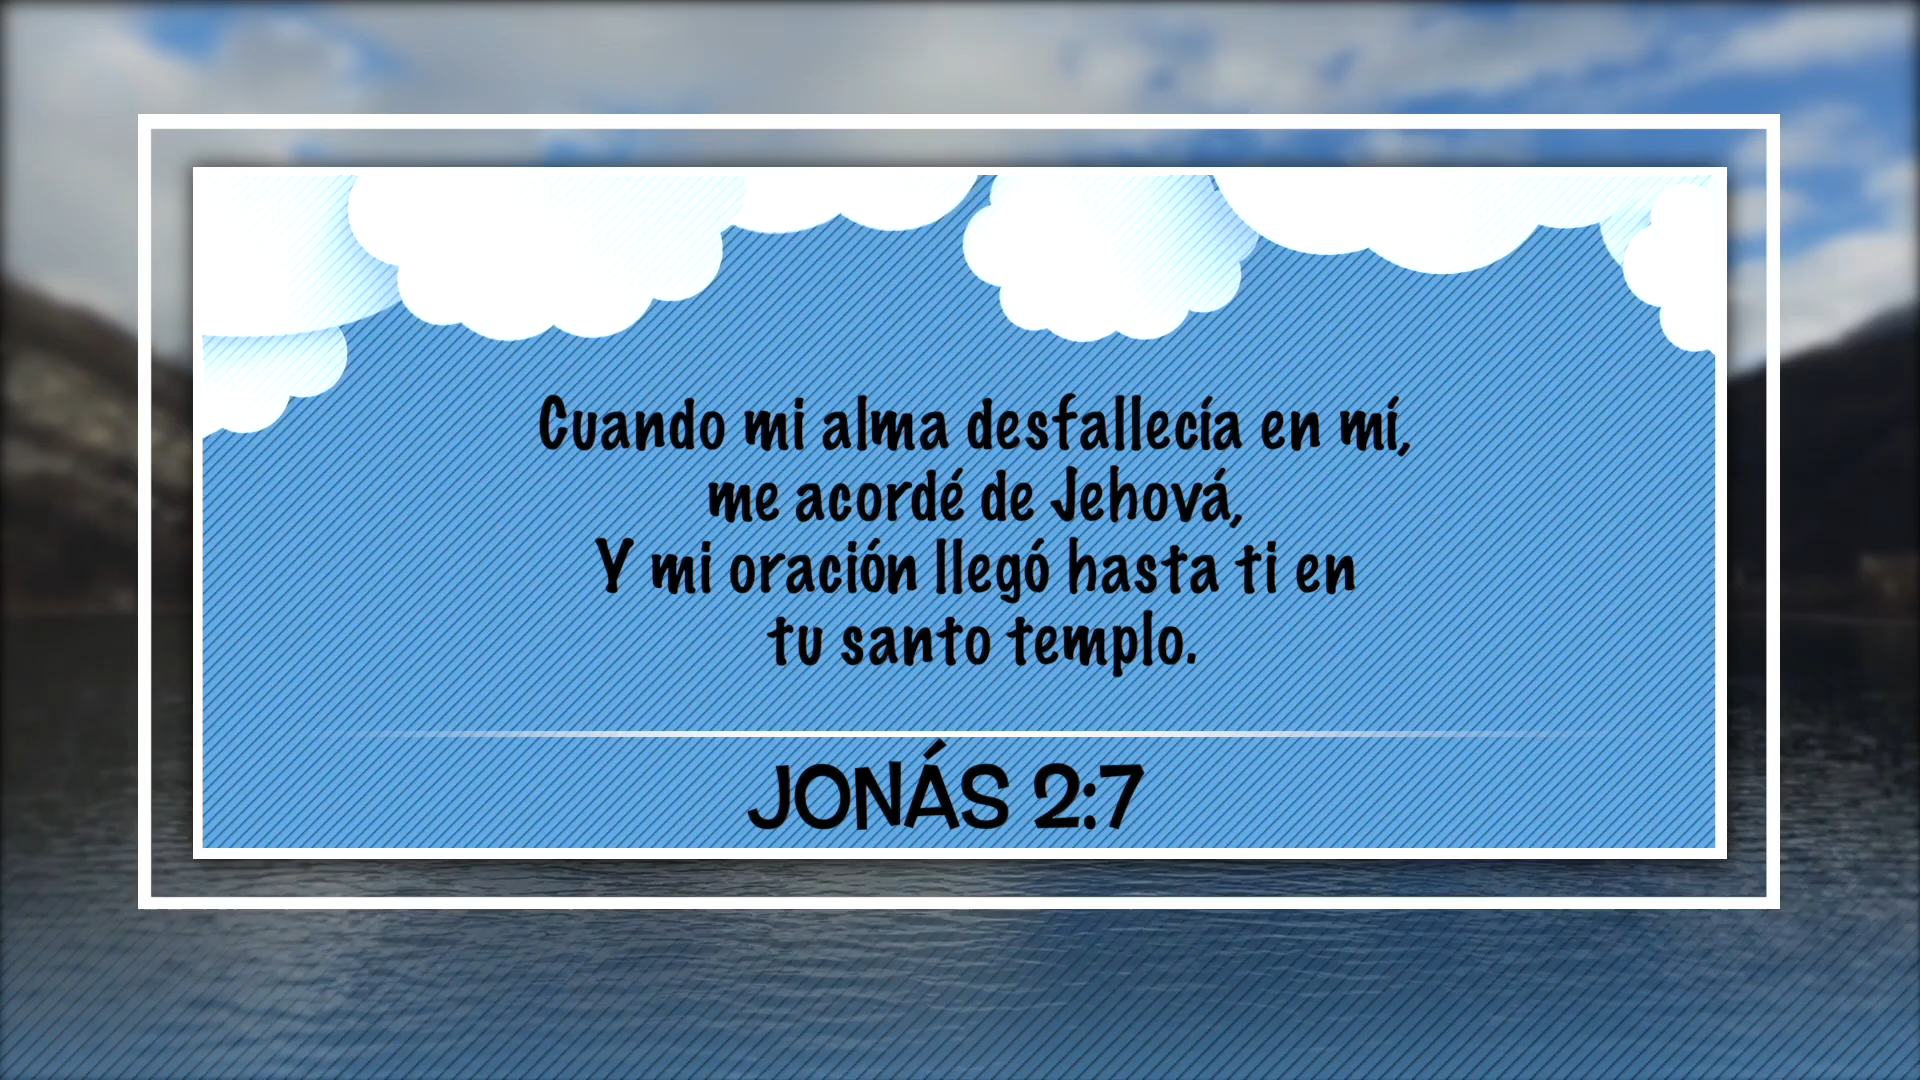 Cuando mi alma desfallecía en mí,
me acordé de Jehová,
Y mi oración llegó hasta ti en
tu santo templo.
JONÁS 2:7